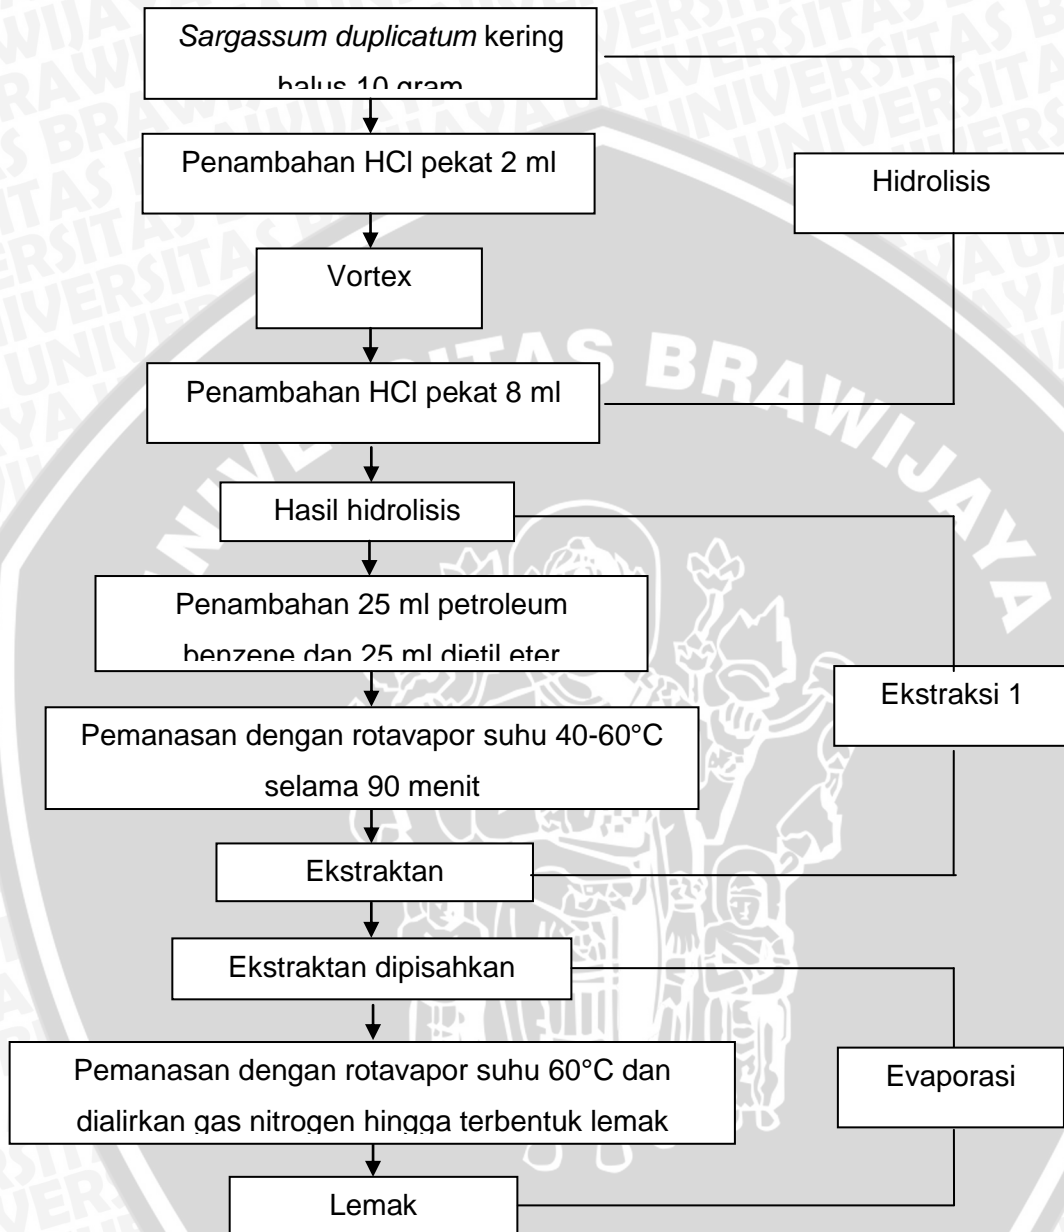 Sargassum duplicatum kering
halus 10 gram
Penambahan HCl pekat 2 ml
Hidrolisis
Vortex
Penambahan HCl pekat 8 ml
Hasil hidrolisis
Penambahan 25 ml petroleum
benzene dan 25 ml dietil eter
Ekstraksi 1
Pemanasan dengan rotavapor suhu 40-60°C
selama 90 menit
Ekstraktan
Ekstraktan dipisahkan
Pemanasan dengan rotavapor suhu 60°C dan
dialirkan gas nitrogen hingga terbentuk lemak
Evaporasi
Lemak
UNIVERSITAS BRAWIJAYA